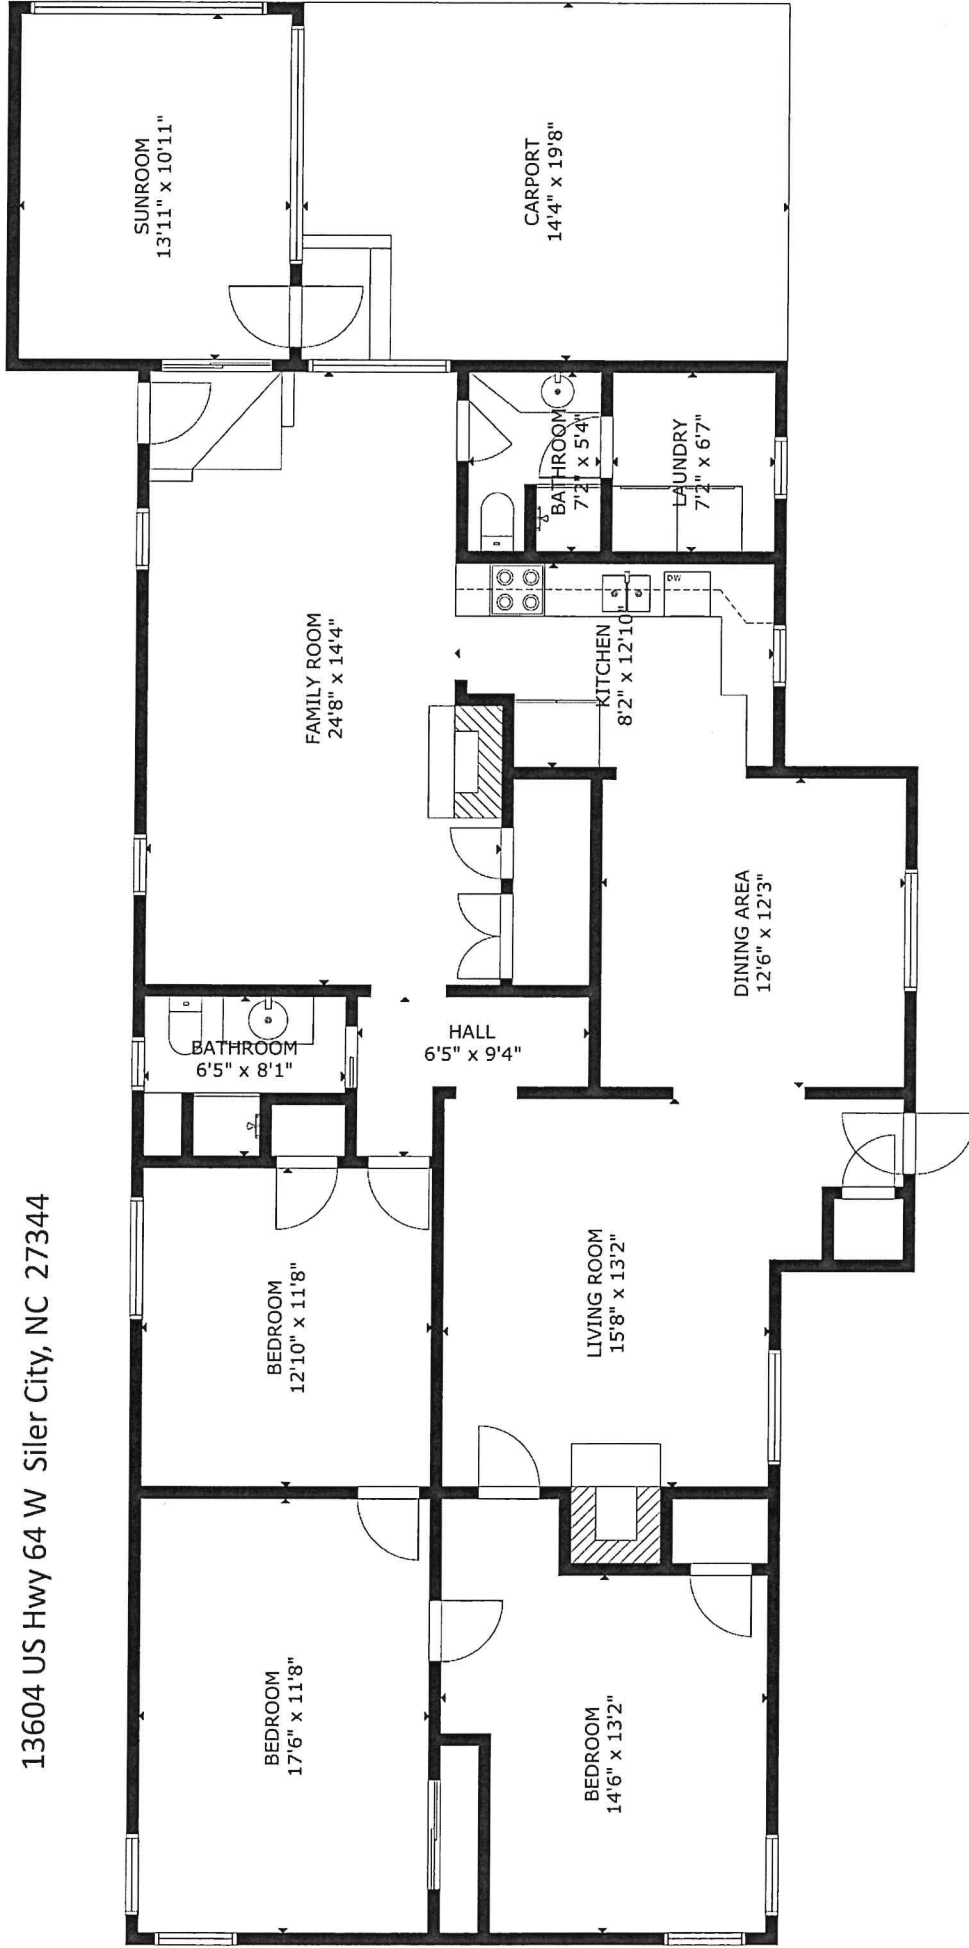 13604 US Hwy 64 W Siler City, NC 27344
SUNROOM
13'11" x 10'11"
CARPORT
14'4" x 19'8"
FAMILY ROOM
24'8" x 14'4"
BATHROOM
7'2" x 5'4"
LAUNDRY
7'2" x 6'7"
KITCHEN
8'2" x 12'10"
DW
BATHROOM
6'5" x 8'1"
HALL
6'5" x 9'4"
DINING AREA
12'6" x 12'3"
BEDROOM
12'10" x 11'8"
LIVING ROOM
15'8" x 13'2"
BEDROOM
17'6" x 11'8"
BEDROOM
14'6" x 13'2"